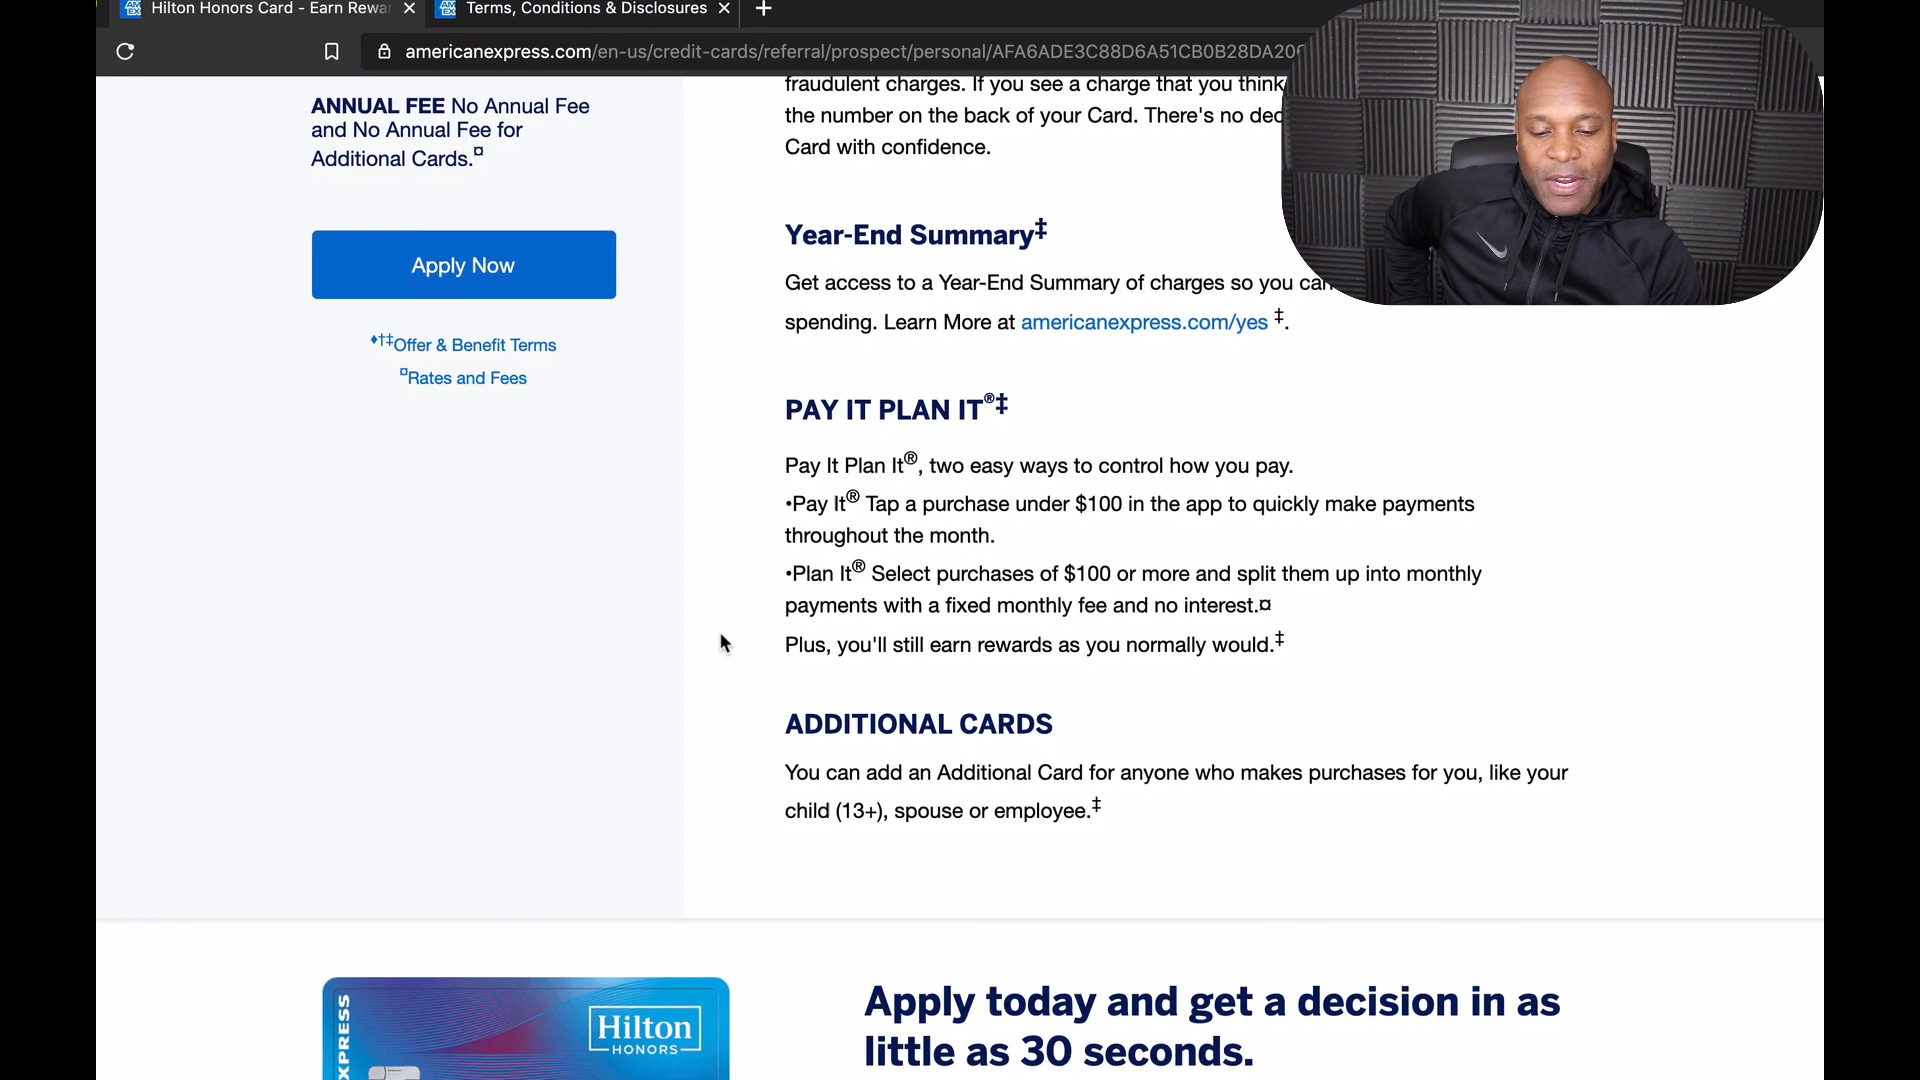 Hilton Honors Card - Earn Rewar
Terms, Conditions & Disclosures
americanexpress.com/en-us/credit-cards/referral/prospect/personal/AFA6ADE3C88D6A51CB0B28DA20
ANNUAL FEE No Annual Fee
and No Annual Fee for
Additional Cards.¤
Apply Now
♦†‡Offer & Benefit Terms
¤Rates and Fees
fraudulent charges. If you see a charge that you think
the number on the back of your Card. There's no dec
Card with confidence.
Year-End Summary‡
Get access to a Year-End Summary of charges so you can
spending. Learn More at americanexpress.com/yes ‡.
PAY IT PLAN IT®‡
Pay It Plan It®, two easy ways to control how you pay.
•Pay It® Tap a purchase under $100 in the app to quickly make payments
throughout the month.
•Plan It® Select purchases of $100 or more and split them up into monthly
payments with a fixed monthly fee and no interest.¤
Plus, you'll still earn rewards as you normally would.‡
ADDITIONAL CARDS
You can add an Additional Card for anyone who makes purchases for you, like your
child (13+), spouse or employee.‡
XPRESS
Hilton
HONORS
Apply today and get a decision in as
little as 30 seconds.